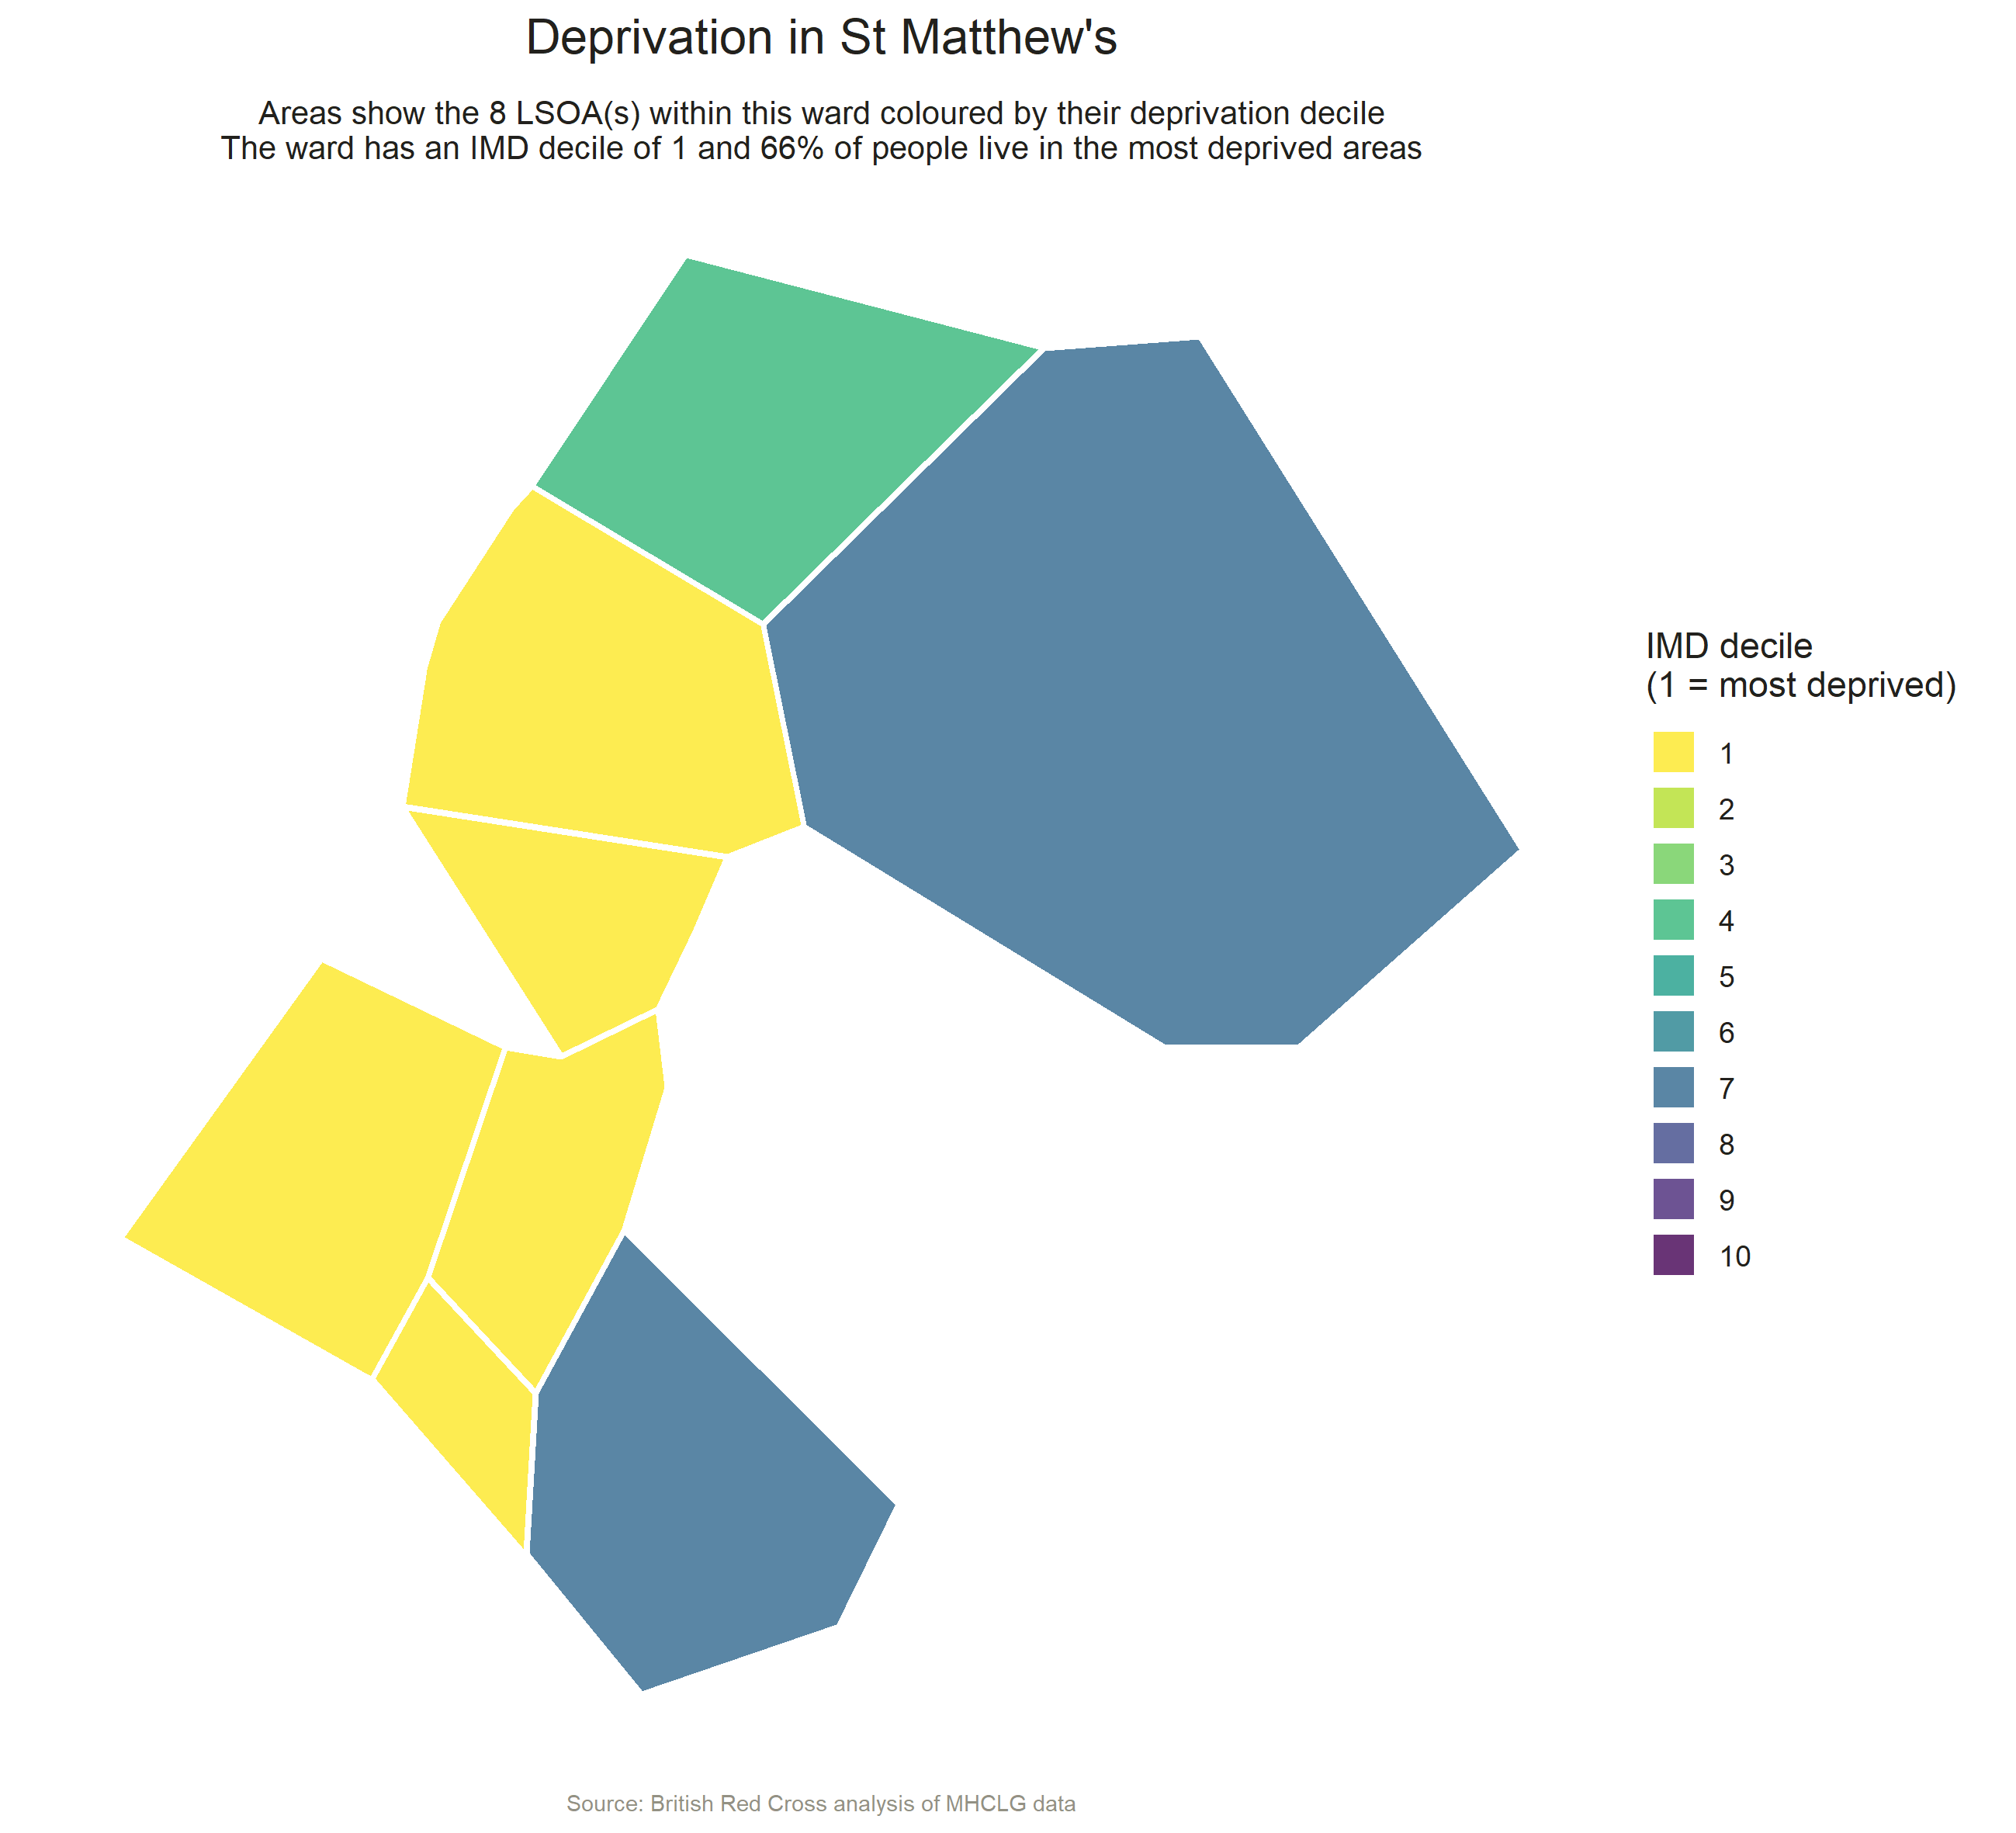 Deprivation in St Matthew's
Areas show the 8 LSOA(s) within this ward coloured by their deprivation decile
The ward has an IMD decile of 1 and 66% of people live in the most deprived areas
IMD decile
(1 = most deprived)
1
2
3
4
5
6
7
8
9
10
Source: British Red Cross analysis of MHCLG data